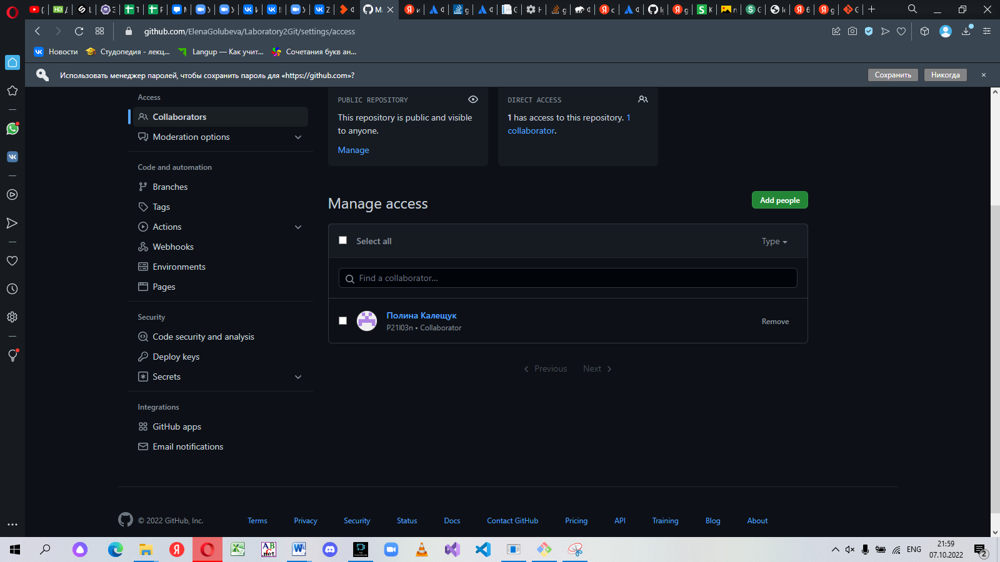 github.com/ElenaGolubeva/Laboratory2Git/settings/access
Новости
Студопедия - лекц...
Langup — Как учит...
Сочетания букв ан...
Использовать менеджер паролей, чтобы сохранить пароль для «https://github.com»?
Сохранить
Никогда
Access
Collaborators
Moderation options
Code and automation
Branches
Tags
Actions
Webhooks
Environments
Pages
Security
Code security and analysis
Deploy keys
Secrets
Integrations
GitHub apps
Email notifications
PUBLIC REPOSITORY
This repository is public and visible
to anyone.
Manage
DIRECT ACCESS
1 has access to this repository. 1
collaborator.
Manage access
Add people
Select all
Type
Find a collaborator...
Полина Калещук
P21l03n • Collaborator
Remove
Previous
Next
© 2022 GitHub, Inc.
Terms
Privacy
Security
Status
Docs
Contact GitHub
Pricing
API
Training
Blog
About
ENG
21:59
07.10.2022
2